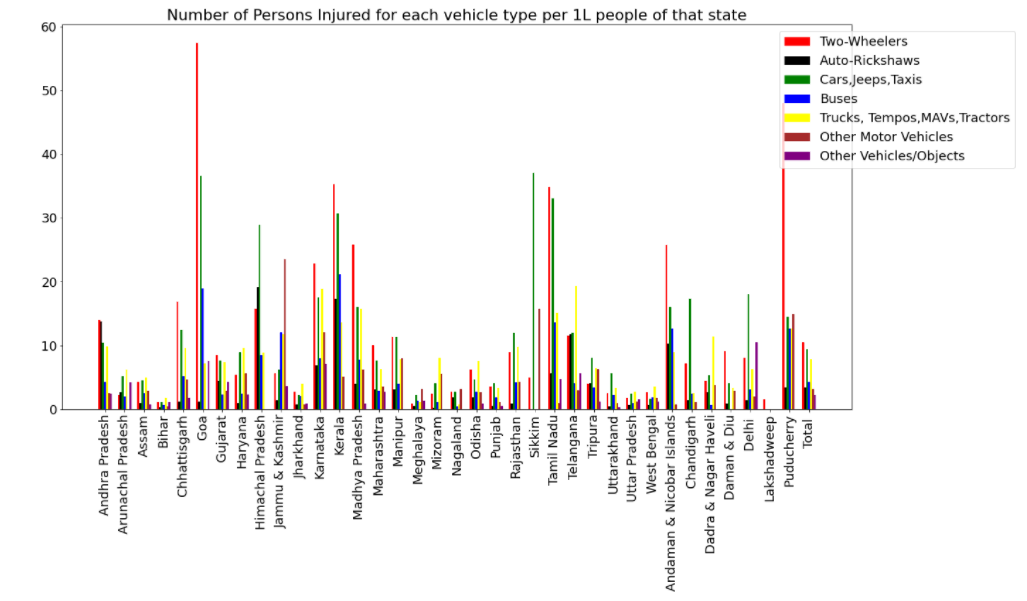 Number of Persons Injured for each vehicle type per 1L people of that state
60
50
40
30
20
10
0
Two-Wheelers
Auto-Rickshaws
Cars,Jeeps,Taxis
Buses
Trucks, Tempos,MAVs,Tractors
Other Motor Vehicles
Other Vehicles/Objects
Andhra Pradesh
Arunachal Pradesh
Assam
Bihar
Chhattisgarh
Goa
Gujarat
Haryana
Himachal Pradesh
Jammu & Kashmir
Jharkhand
Karnataka
Kerala
Madhya Pradesh
Maharashtra
Manipur
Meghalaya
Mizoram
Nagaland
Odisha
Punjab
Rajasthan
Sikkim
Tamil Nadu
Telangana
Tripura
Uttarakhand
Uttar Pradesh
West Bengal
Andaman & Nicobar Islands
Chandigarh
Dadra & Nagar Haveli
Daman & Diu
Delhi
Lakshadweep
Puducherry
Total